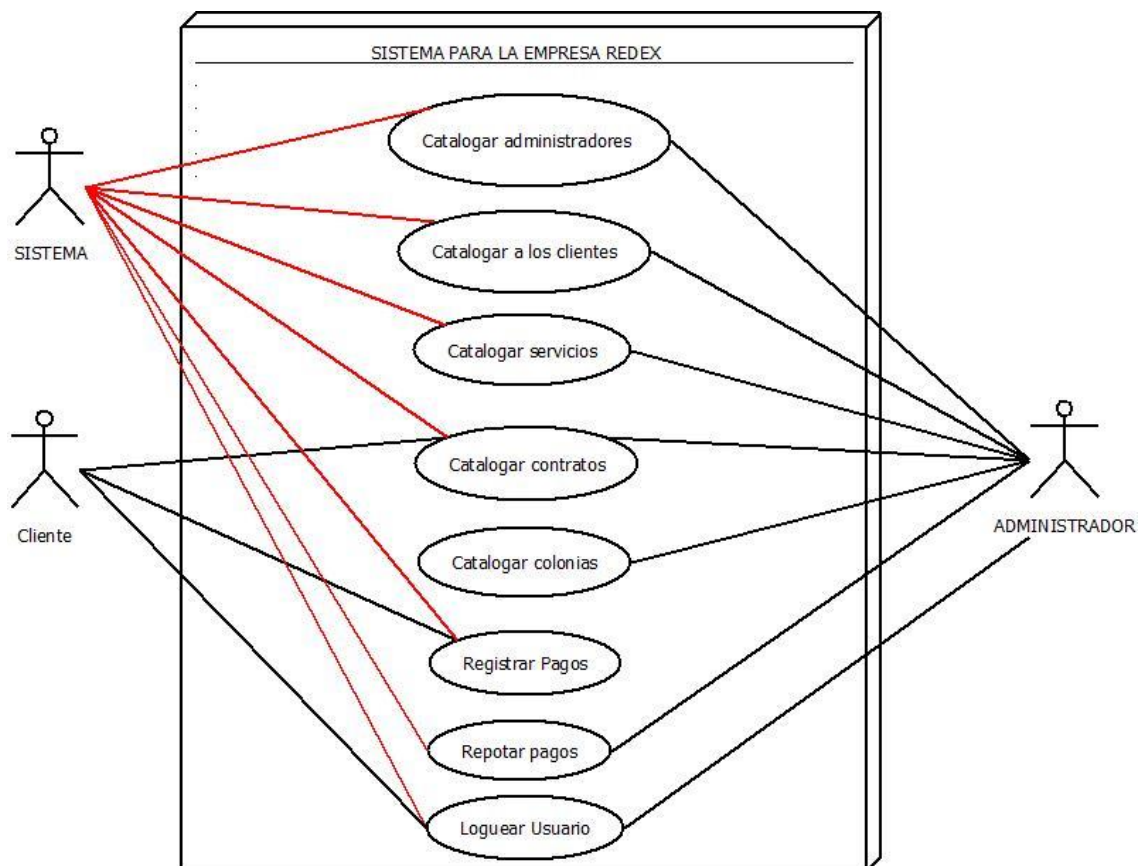 SISTEMA PARA LA EMPRESA REDEX
Catalogar administradores
SISTEMA
Catalogar a los clientes
Catalogar servicios
Catalogar contratos
Cliente
ADMINISTRADOR
Catalogar colonias
Registrar Pagos
Repotar pagos
Loguear Usuario